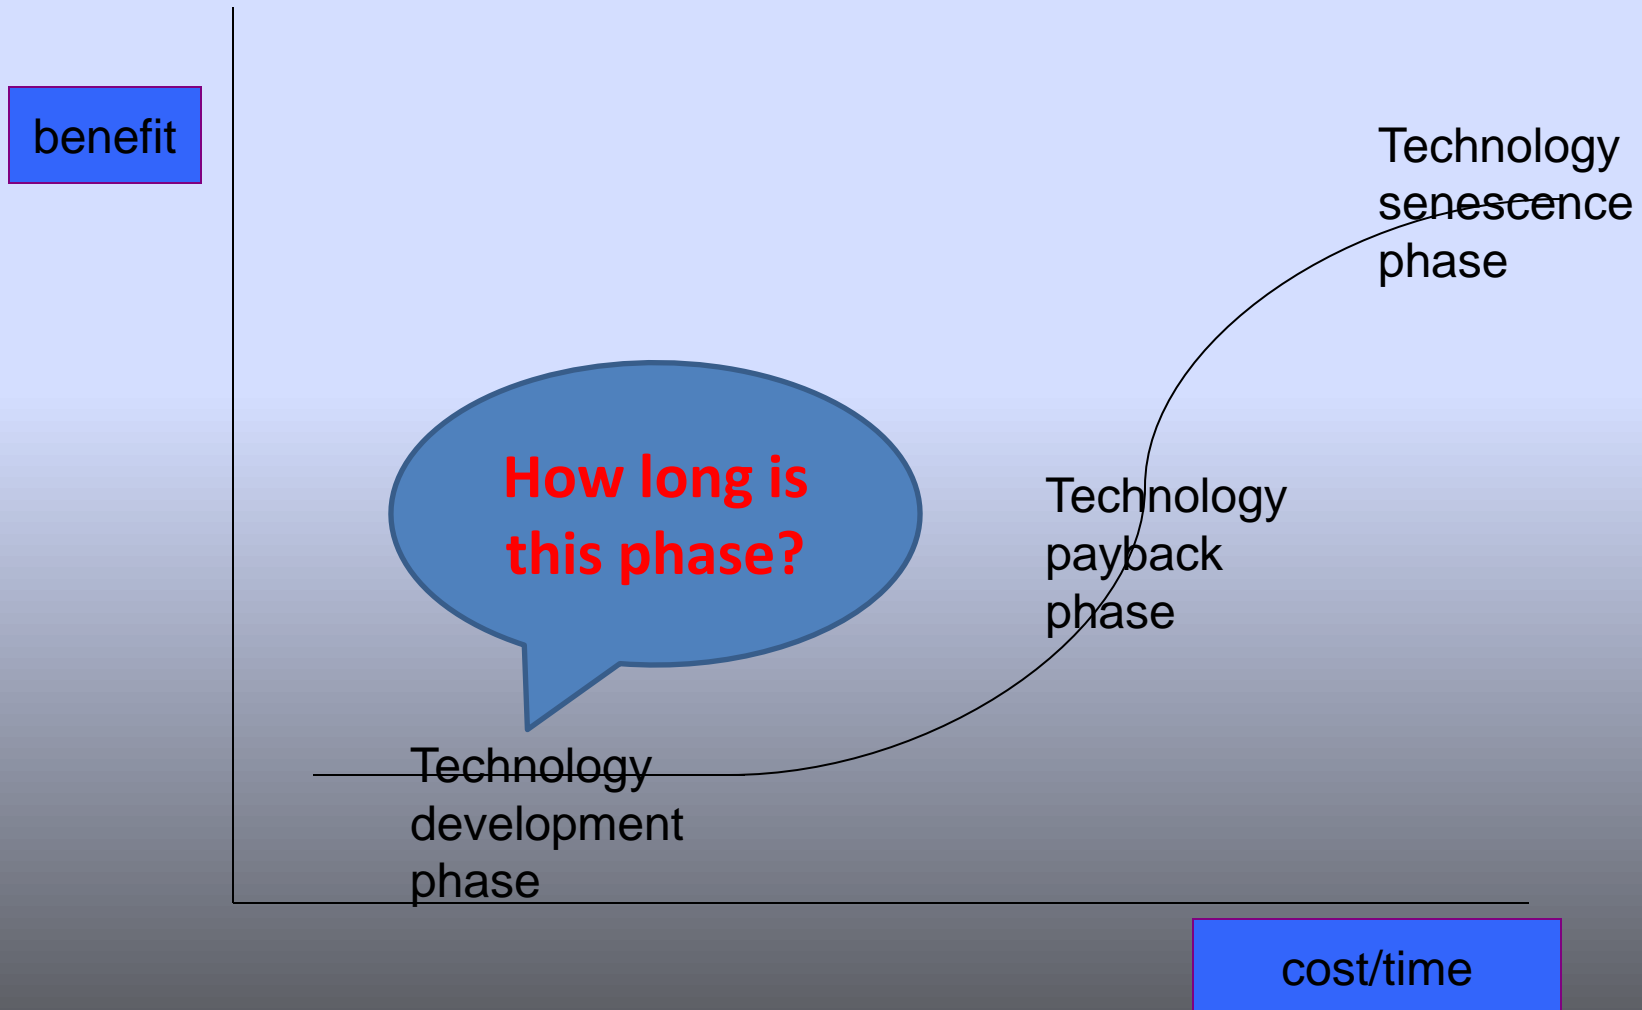 benefit
Technology
senescence
phase
How long is
this phase?
Technology
payback
phase
Technology
development
phase
cost/time